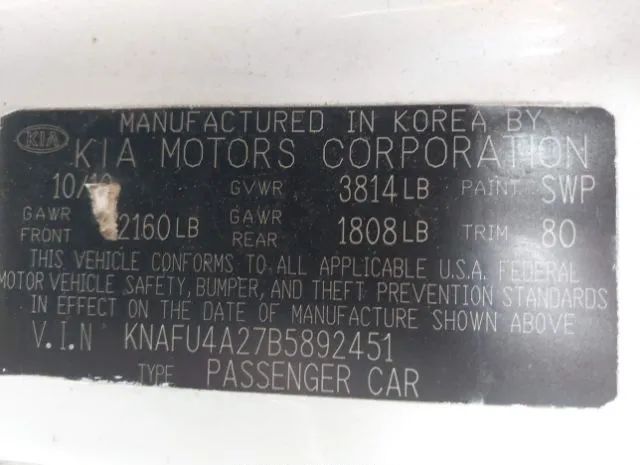 MANUFACTURED IN KOREA BY
KIA KIA MOTORS CORPORATION
10/10 GVWR 3814LB PAINT SWP
GAWR FRONT 2160LB GAWR REAR 1808LB TRIM 80
THIS VEHICLE CONFORMS TO ALL APPLICABLE U.S.A. FEDERAL
MOTOR VEHICLE SAFETY, BUMPER, AND THEFT PREVENTION STANDARDS
IN EFFECT ON THE DATE OF MANUFACTURE SHOWN ABOVE
V.I.N KNAFU4A27B5892451
TYPE PASSENGER CAR